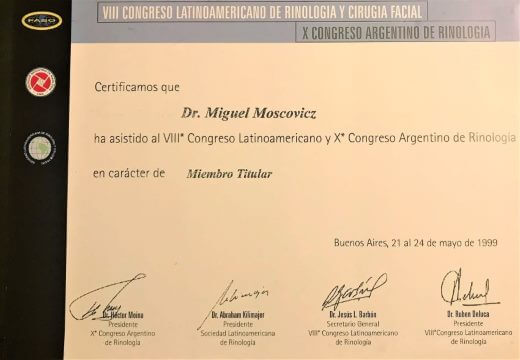 FASO
VIII CONGRESO LATINOAMERICANO DE RINOLOGIA Y CIRUGIA FACIAL
X CONGRESO ARGENTINO DE RINOLOGIA
Certificamos que
Dr. Miguel Moscovicz
ha asistido al VIII° Congreso Latinoamericano y X° Congreso Argentino de Rinología
en carácter de Miembro Titular
Buenos Aires, 21 al 24 de mayo de 1999
Dr. Héctor Moina
Presidente
X° Congreso Argentino
de Rinología
Dr. Abraham Kilimajer
Presidente
Sociedad Latinoamericana
de Rinología
Dr. Jesús L. Barbón
Secretario General
VIII° Congreso Latinoamericano
de Rinología
Dr. Ruben Deluca
Presidente
VIII°Congreso Latinoamericano
de Rinología